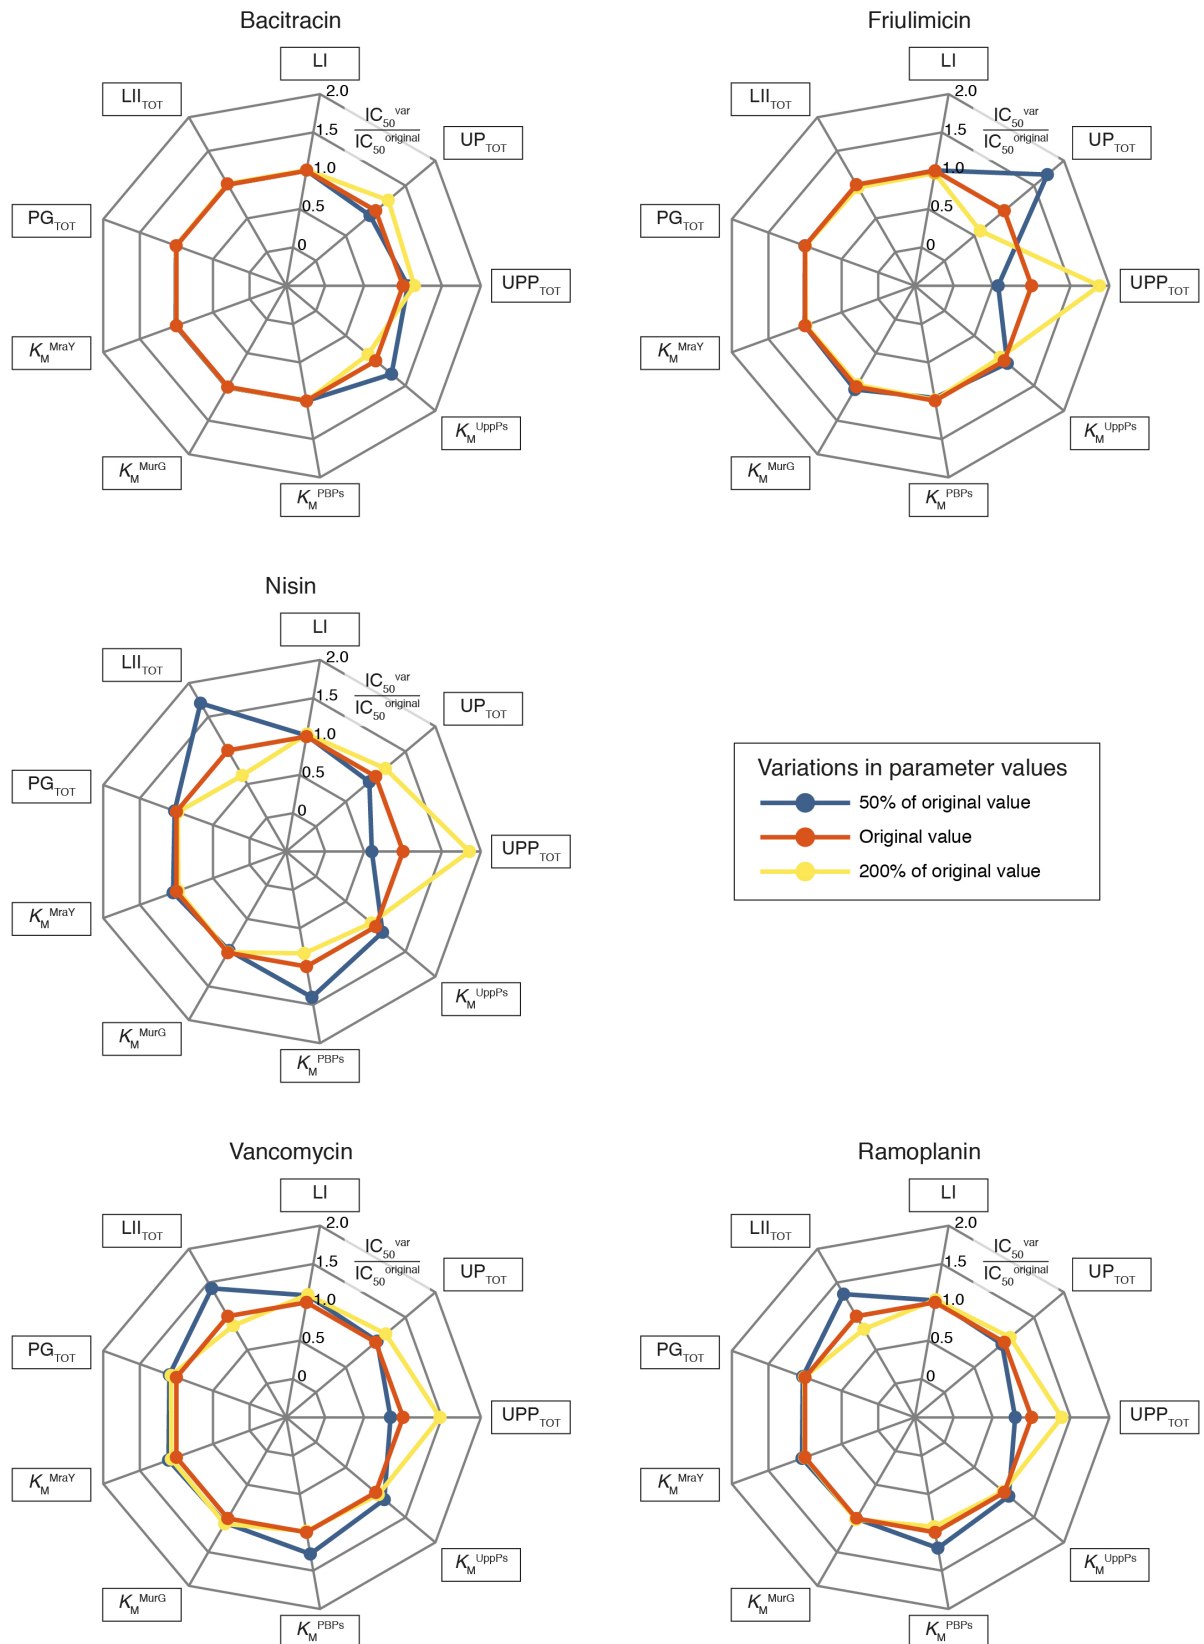 Bacitracin
Friulimicin
LI
LI
LII_TOT
2.0
LII_TOT
2.0
IC_50^var
IC_50^original
UP_TOT
IC_50^var
IC_50^original
UP_TOT
1.5
1.5
1.0
1.0
PG_TOT
0.5
PG_TOT
0.5
0
0
UPP_TOT
UPP_TOT
K_M^MraY
K_M^MraY
K_M^UppPs
K_M^UppPs
K_M^MurG
K_M^MurG
K_M^PBPs
K_M^PBPs
Nisin
LI
LII_TOT
2.0
IC_50^var
IC_50^original
UP_TOT
1.5
1.0
PG_TOT
0.5
0
UPP_TOT
K_M^MraY
K_M^UppPs
K_M^MurG
K_M^PBPs
Variations in parameter values
50% of original value
Original value
200% of original value
Vancomycin
Ramoplanin
LI
LI
LII_TOT
2.0
LII_TOT
2.0
IC_50^var
IC_50^original
UP_TOT
IC_50^var
IC_50^original
UP_TOT
1.5
1.5
1.0
1.0
PG_TOT
0.5
PG_TOT
0.5
0
0
UPP_TOT
UPP_TOT
K_M^MraY
K_M^MraY
K_M^UppPs
K_M^UppPs
K_M^MurG
K_M^MurG
K_M^PBPs
K_M^PBPs